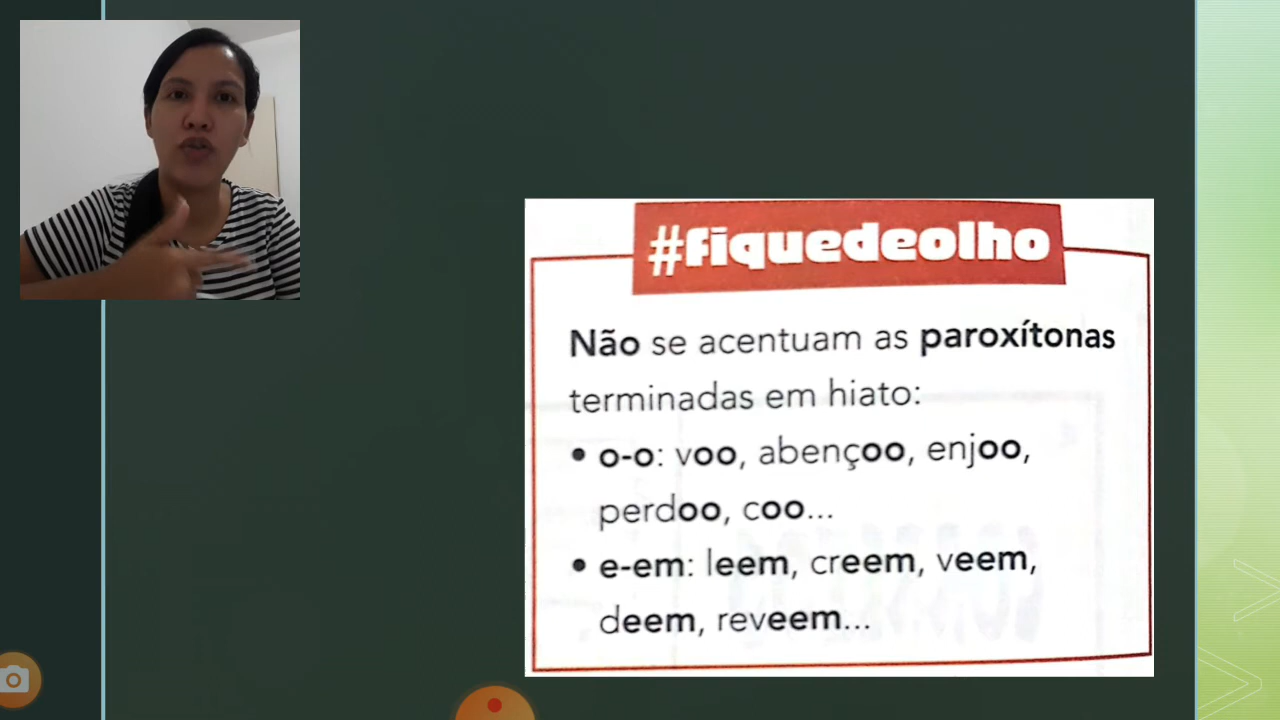 #fiquedeolho
Não se acentuam as paroxítonas
terminadas em hiato:
• o-o: voo, abençoo, enjoo,
perdoo, coo...
• e-em: leem, creem, veem,
deem, reveem...